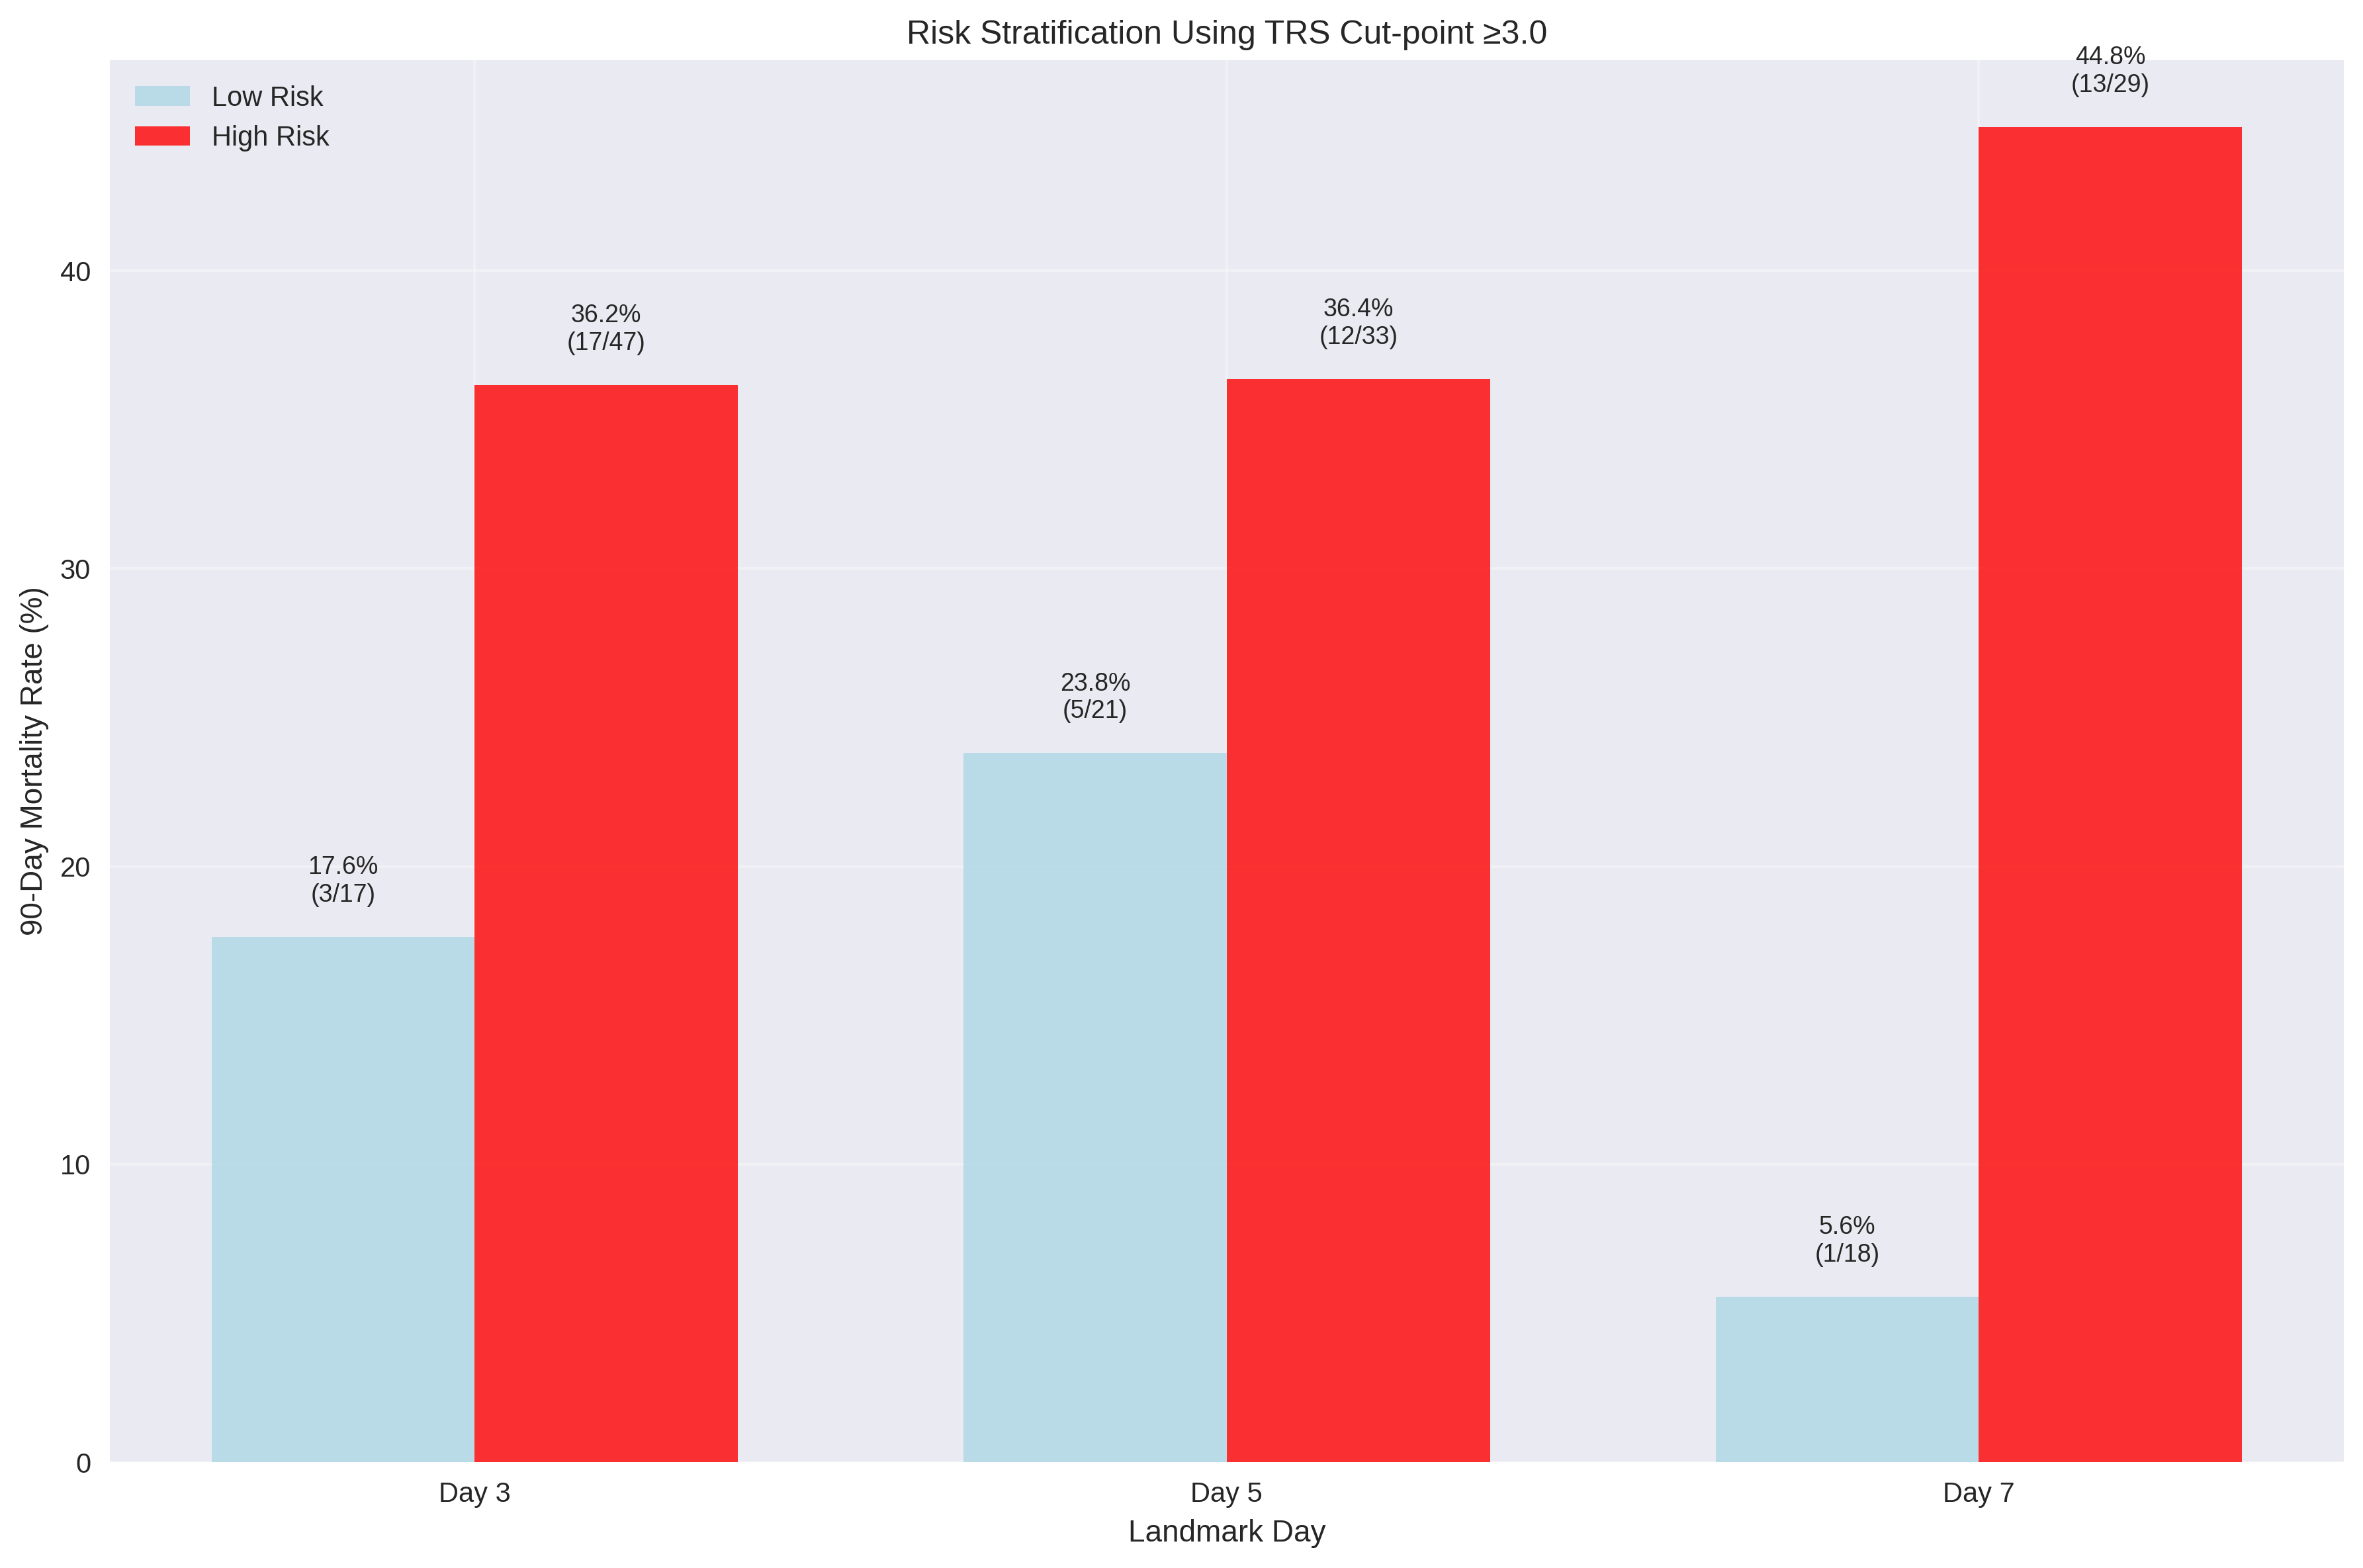 Risk Stratification Using TRS Cut-point ≥3.0
Low Risk
High Risk
90-Day Mortality Rate (%)
40
30
20
10
0
17.6%
(3/17)
36.2%
(17/47)
23.8%
(5/21)
36.4%
(12/33)
5.6%
(1/18)
44.8%
(13/29)
Day 3
Day 5
Day 7
Landmark Day